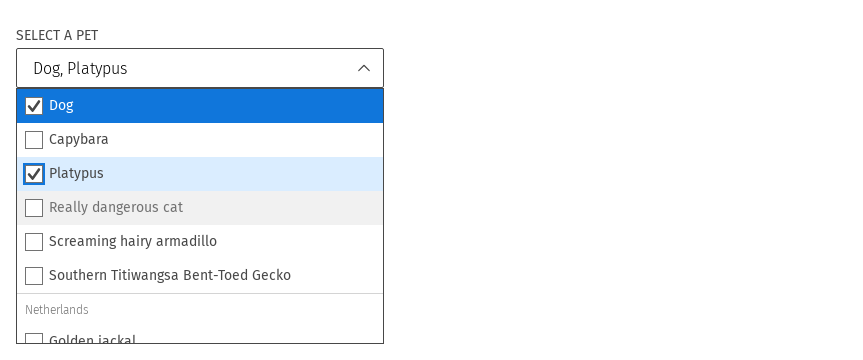 SELECT A PET
Dog, Platypus
Dog
Capybara
Platypus
Really dangerous cat
Screaming hairy armadillo
Southern Titiwangsa Bent-Toed Gecko
Netherlands
Golden jackal